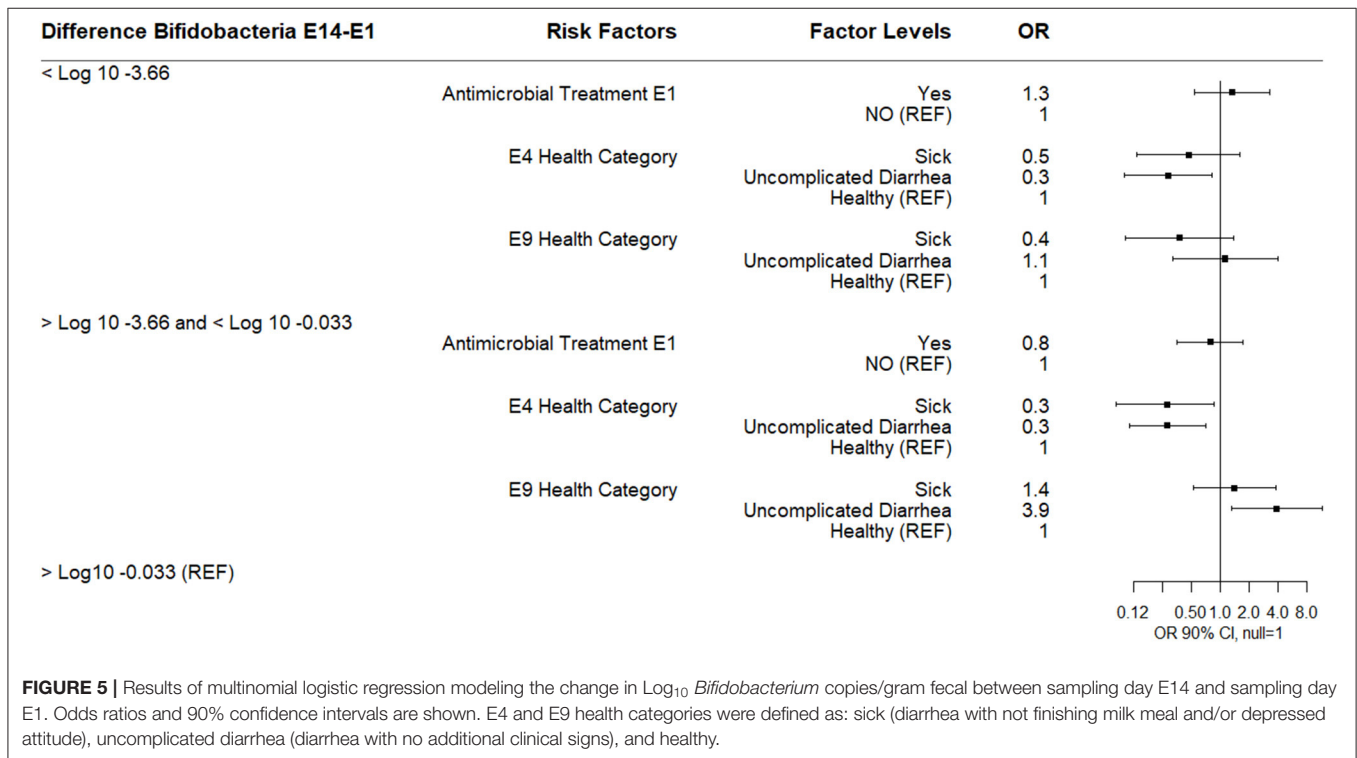 Difference Bifidobacteria E14-E1 Risk Factors Factor Levels OR
< Log 10 -3.66
Antimicrobial Treatment E1 Yes 1.3
NO (REF) 1
E4 Health Category Sick 0.5
Uncomplicated Diarrhea 0.3
Healthy (REF) 1
E9 Health Category Sick 0.4
Uncomplicated Diarrhea 1.1
Healthy (REF) 1
> Log 10 -3.66 and < Log 10 -0.033
Antimicrobial Treatment E1 Yes 0.8
NO (REF) 1
E4 Health Category Sick 0.3
Uncomplicated Diarrhea 0.3
Healthy (REF) 1
E9 Health Category Sick 1.4
Uncomplicated Diarrhea 3.9
Healthy (REF) 1
> Log10 -0.033 (REF)
0.12 0.50 1.0 2.0 4.0 8.0
OR 90% CI, null=1
FIGURE 5 | Results of multinomial logistic regression modeling the change in Log₁₀ Bifidobacterium copies/gram fecal between sampling day E14 and sampling day
E1. Odds ratios and 90% confidence intervals are shown. E4 and E9 health categories were defined as: sick (diarrhea with not finishing milk meal and/or depressed
attitude), uncomplicated diarrhea (diarrhea with no additional clinical signs), and healthy.